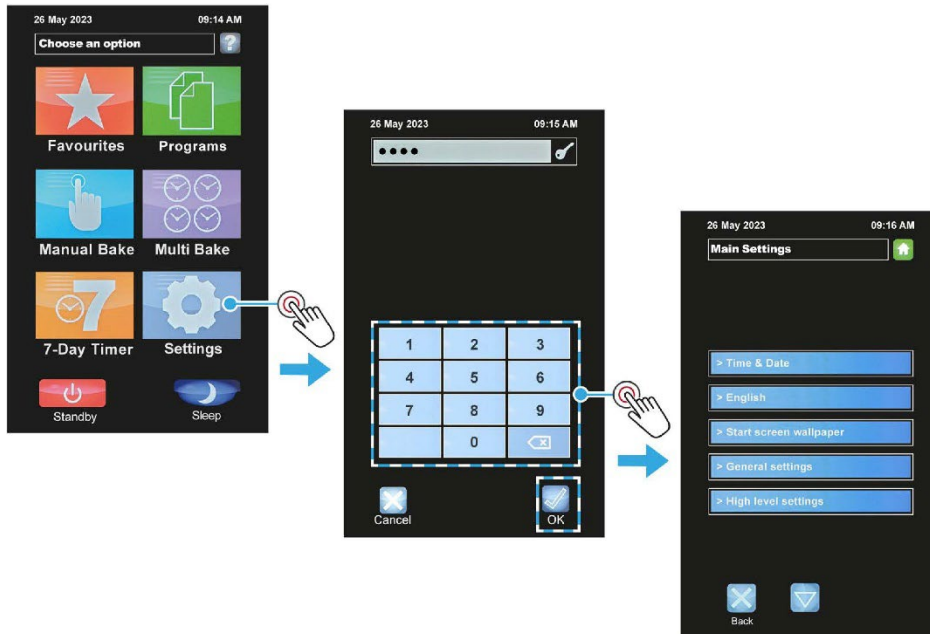 26 May 2023 09:14 AM
Choose an option ?
Favourites Programs
Manual Bake Multi Bake
7
7-Day Timer Settings
Standby Sleep
26 May 2023 09:15 AM
••••
1 2 3
4 5 6
7 8 9
0
Cancel OK
26 May 2023 09:16 AM
Main Settings
> Time & Date
> English
> Start screen wallpaper
> General settings
> High level settings
Back